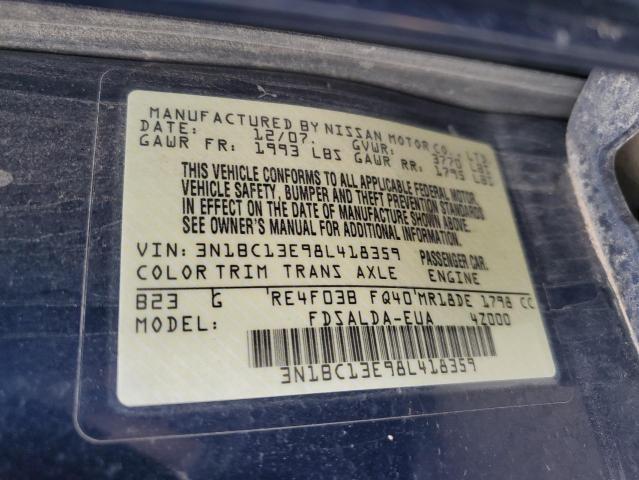 MANUFACTURED BY NISSAN MOTOR CO., LTD
DATE: 12/07. GVWR: 3770 LBS
GAWR FR: 1993 LBS GAWR RR: 1793 LBS
THIS VEHICLE CONFORMS TO ALL APPLICABLE FEDERAL MOTOR
VEHICLE SAFETY, BUMPER AND THEFT PREVENTION STANDARDS
IN EFFECT ON THE DATE OF MANUFACTURE SHOWN ABOVE.
SEE OWNER'S MANUAL FOR ADDITIONAL INFORMATION.
VIN: 3N1BC13E98L418359 PASSENGER CAR.
COLOR TRIM TRANS AXLE ENGINE
B23 G RE4F03B FQ40 MR18DE 1798 CC
MODEL: FDSALDA-EUA 4Z000
3N1BC13E98L418359